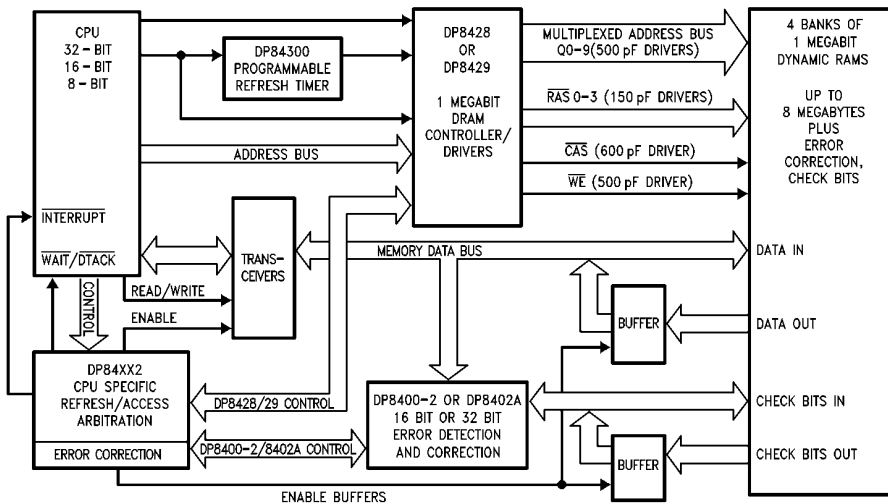 CPU
32 - BIT
16 - BIT
8 - BIT
INTERRUPT
WAIT/DTACK
DP84300
PROGRAMMABLE
REFRESH TIMER
ADDRESS BUS
DP8428
OR
DP8429
1 MEGABIT
DRAM
CONTROLLER/
DRIVERS
MULTIPLEXED ADDRESS BUS
Q0-9(500 pF DRIVERS)
RAS 0-3 (150 pF DRIVERS)
CAS (600 pF DRIVER)
WE (500 pF DRIVER)
4 BANKS OF
1 MEGABIT
DYNAMIC RAMS
UP TO
8 MEGABYTES
PLUS
ERROR
CORRECTION,
CHECK BITS
TRANS-
CEIVERS
MEMORY DATA BUS
DATA IN
CONTROL
READ/WRITE
ENABLE
BUFFER
DATA OUT
DP84XX2
CPU SPECIFIC
REFRESH/ACCESS
ARBITRATION
ERROR CORRECTION
DP8428/29 CONTROL
DP8400-2/8402A CONTROL
DP8400-2 OR DP8402A
16 BIT OR 32 BIT
ERROR DETECTION
AND CORRECTION
CHECK BITS IN
BUFFER
CHECK BITS OUT
ENABLE BUFFERS